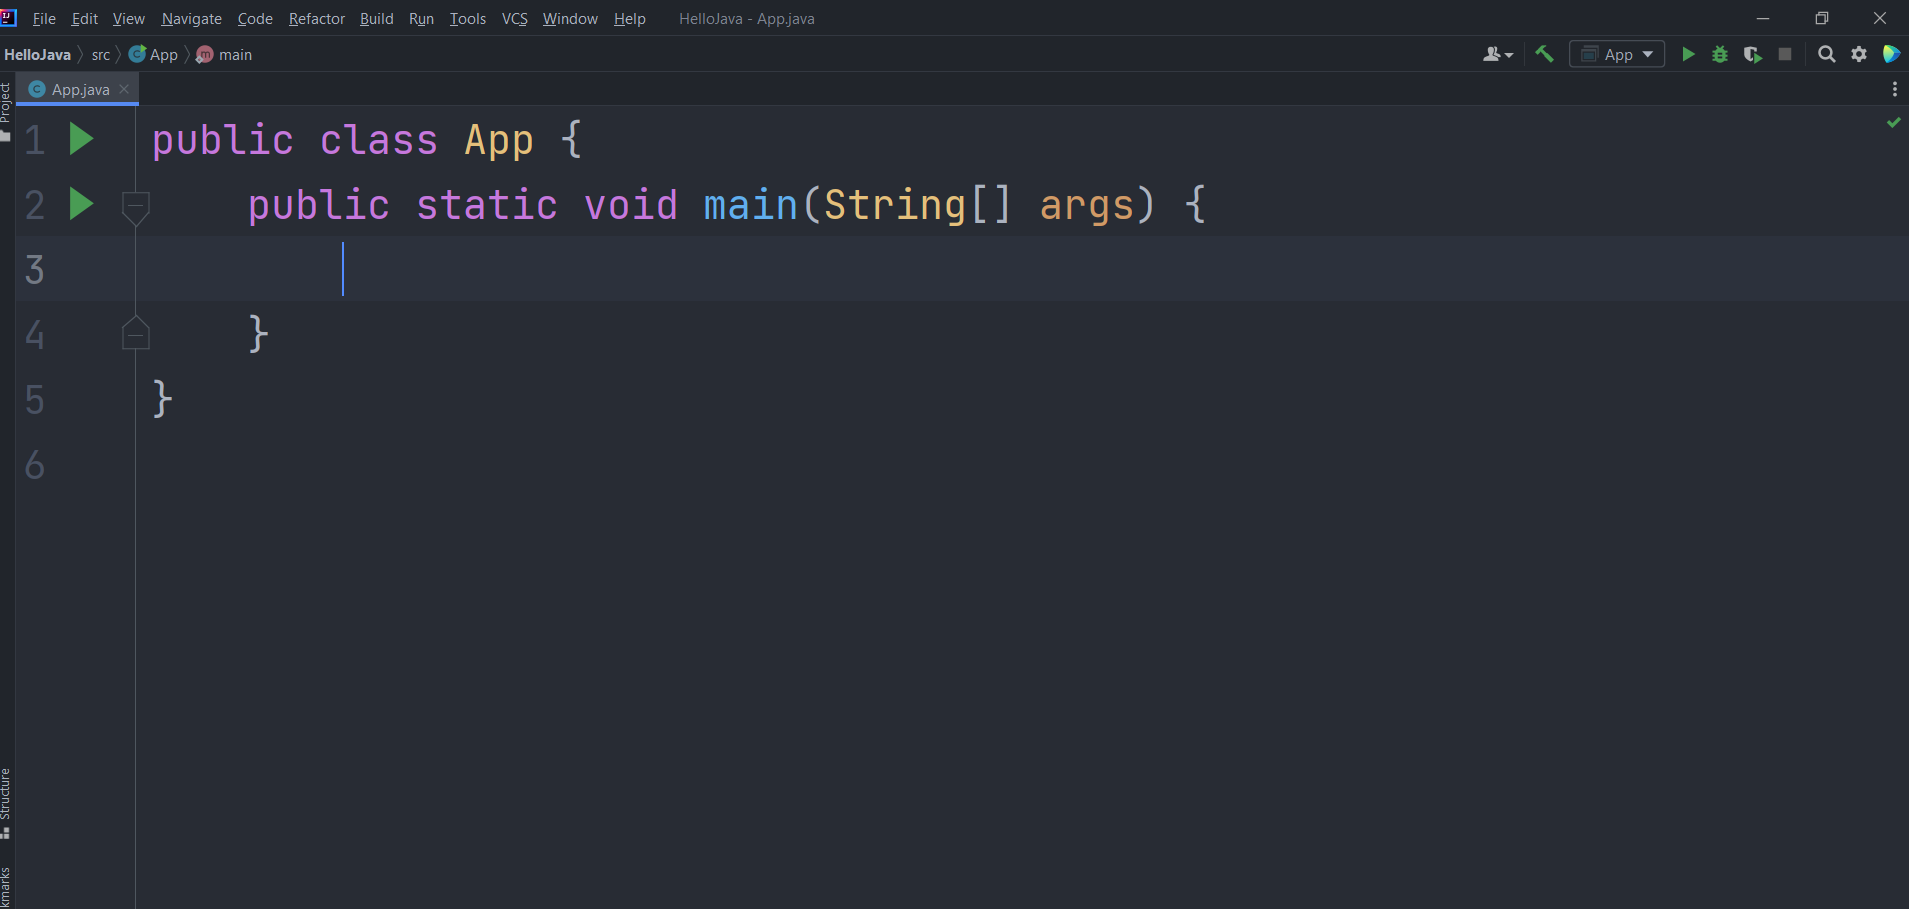 File Edit View Navigate Code Refactor Build Run Tools VCS Window Help HelloJava - App.java
HelloJava src App main App
Project
App.java
1 public class App {
2     public static void main(String[] args) {
3
4     }
5 }
6
Structure